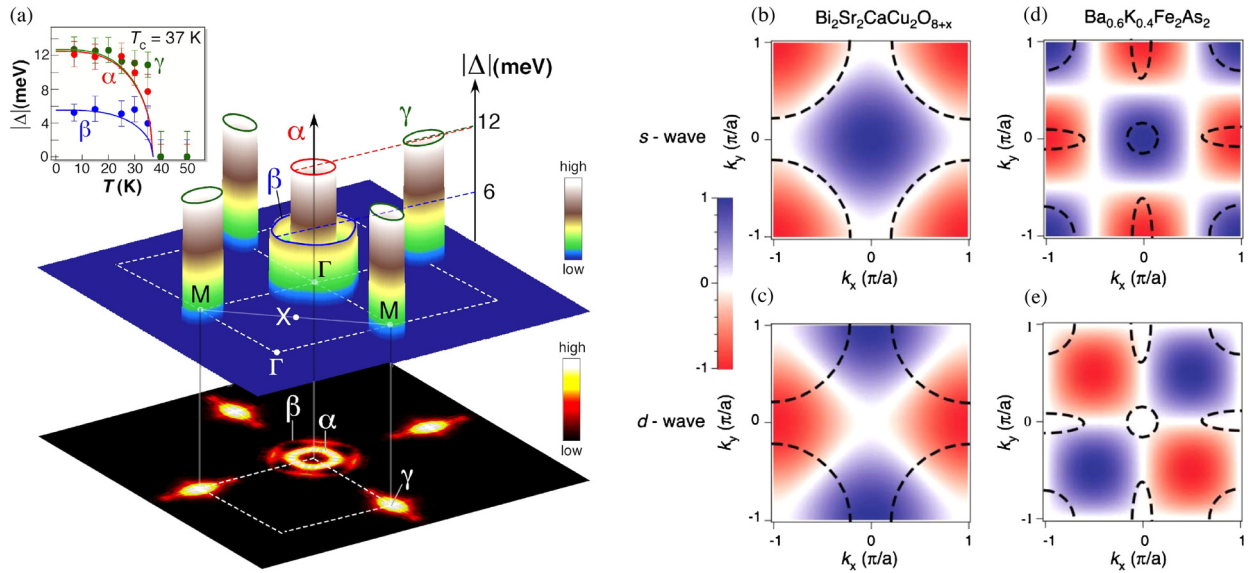 (a)
T_c = 37 K
|Δ|(meV)
12
8
4
0
γ
α
β
0 10 20 30 40 50
T (K)
|Δ|(meV)
12
6
α
γ
β
high
low
Γ
M
X
M
Γ
high
low
β
α
γ
(b)
Bi₂Sr₂CaCu₂O₈₊ₓ
1
0
-1
k_y (π/a)
-1 0 1
k_x (π/a)
s - wave
1
0
-1
(c)
1
0
-1
k_y (π/a)
-1 0 1
k_x (π/a)
d - wave
(d)
Ba₀.₆K₀.₄Fe₂As₂
1
0
-1
k_y (π/a)
-1 0 1
k_x (π/a)
(e)
1
0
-1
k_y (π/a)
-1 0 1
k_x (π/a)